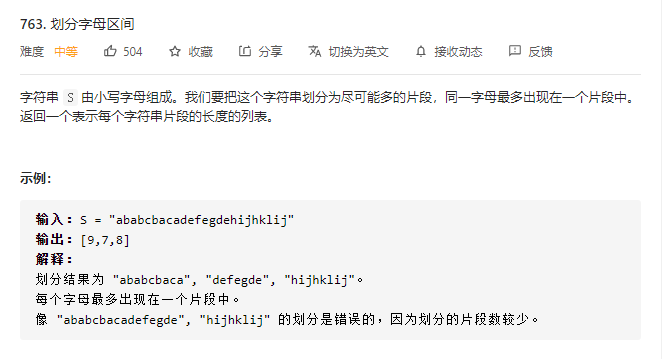 763. 划分字母区间
难度 中等 504 收藏 分享 切换为英文 接收动态 反馈
字符串 S 由小写字母组成。我们要把这个字符串划分为尽可能多的片段，同一字母最多出现在一个片段中。
返回一个表示每个字符串片段的长度的列表。
示例：
输入：S = "ababcbacadefegdehijhklij"
输出：[9,7,8]
解释：
划分结果为 "ababcbaca", "defegde", "hijhklij"。
每个字母最多出现在一个片段中。
像 "ababcbacadefegde", "hijhklij" 的划分是错误的，因为划分的片段数较少。